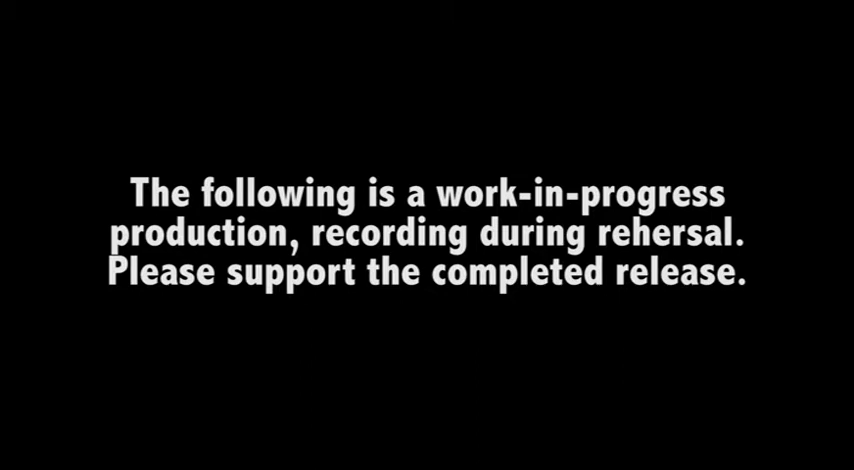 The following is a work-in-progress
production, recording during rehersal.
Please support the completed release.